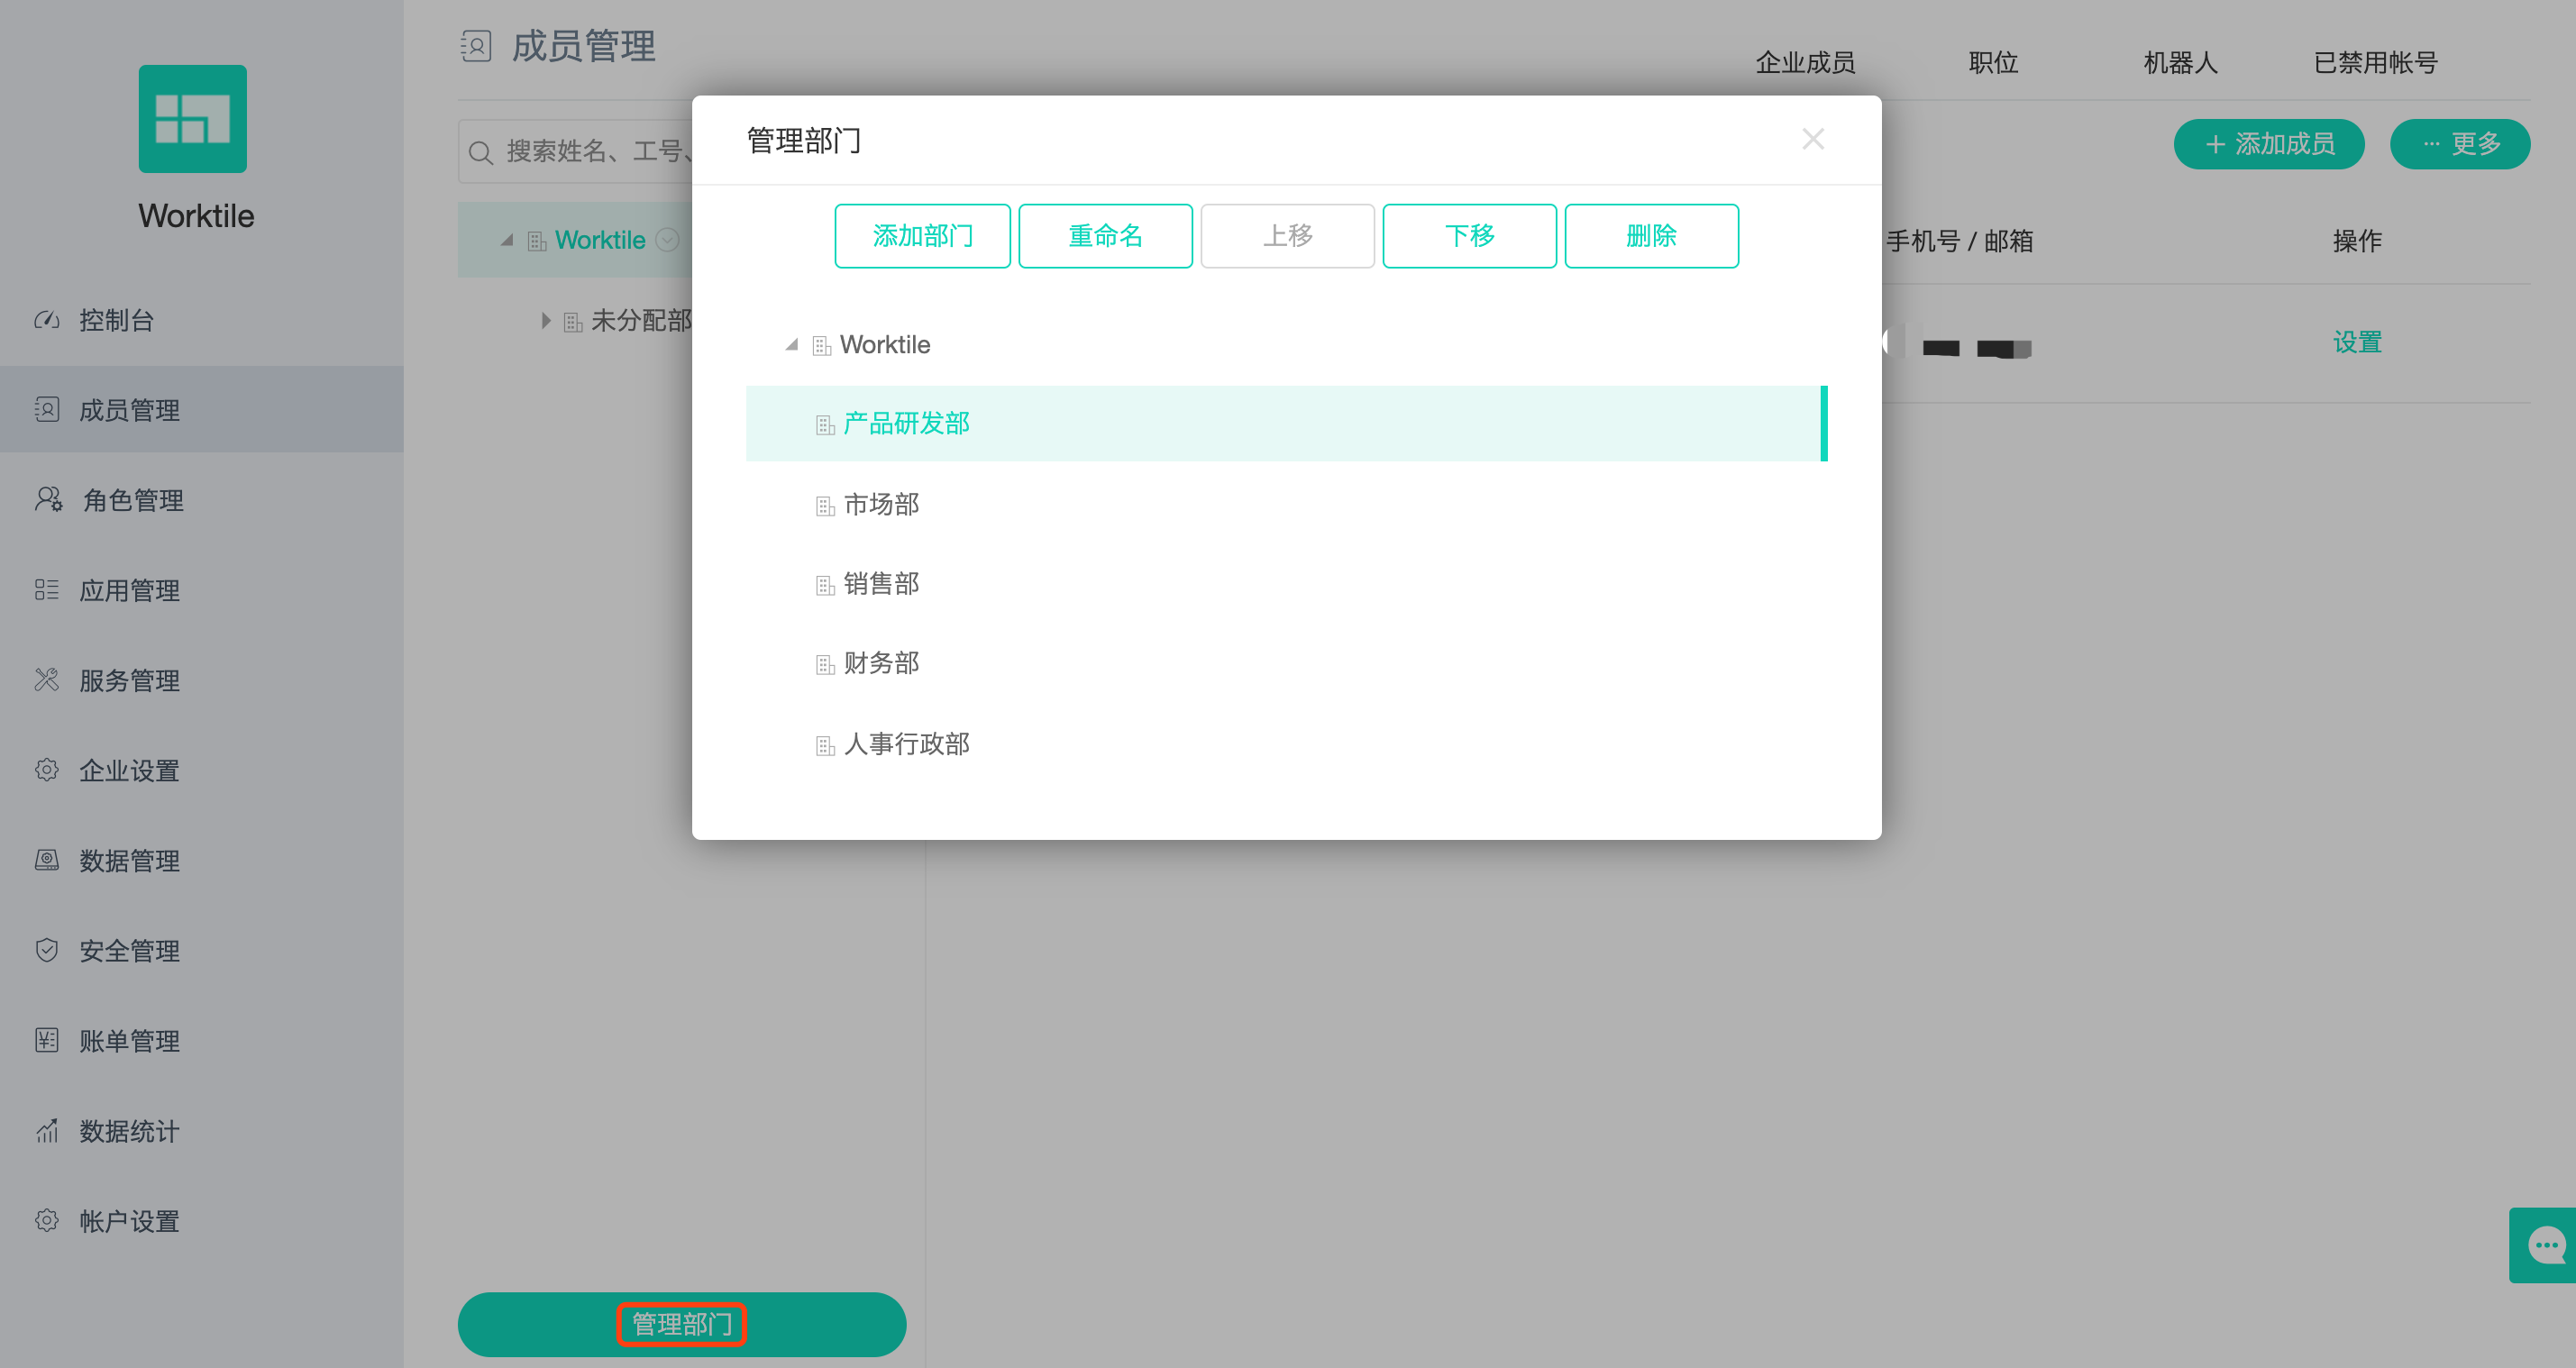 Worktile
控制台
成员管理
角色管理
应用管理
服务管理
企业设置
数据管理
安全管理
账单管理
数据统计
帐户设置
成员管理
企业成员 职位 机器人 已禁用帐号
搜索姓名、工号、
Worktile
未分配部
管理部门
添加成员 ··· 更多
手机号 / 邮箱 操作
设置
管理部门
添加部门 重命名 上移 下移 删除
Worktile
产品研发部
市场部
销售部
财务部
人事行政部